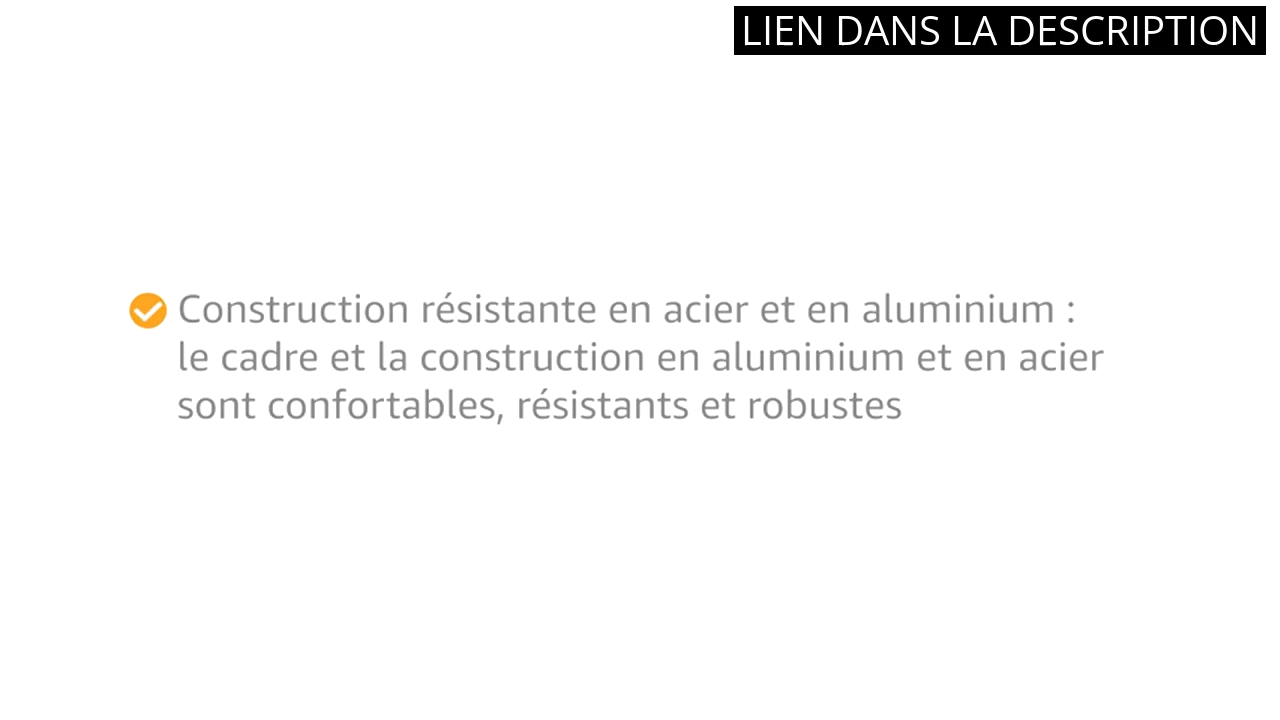 LIEN DANS LA DESCRIPTION
Construction résistante en acier et en aluminium :
le cadre et la construction en aluminium et en acier
sont confortables, résistants et robustes